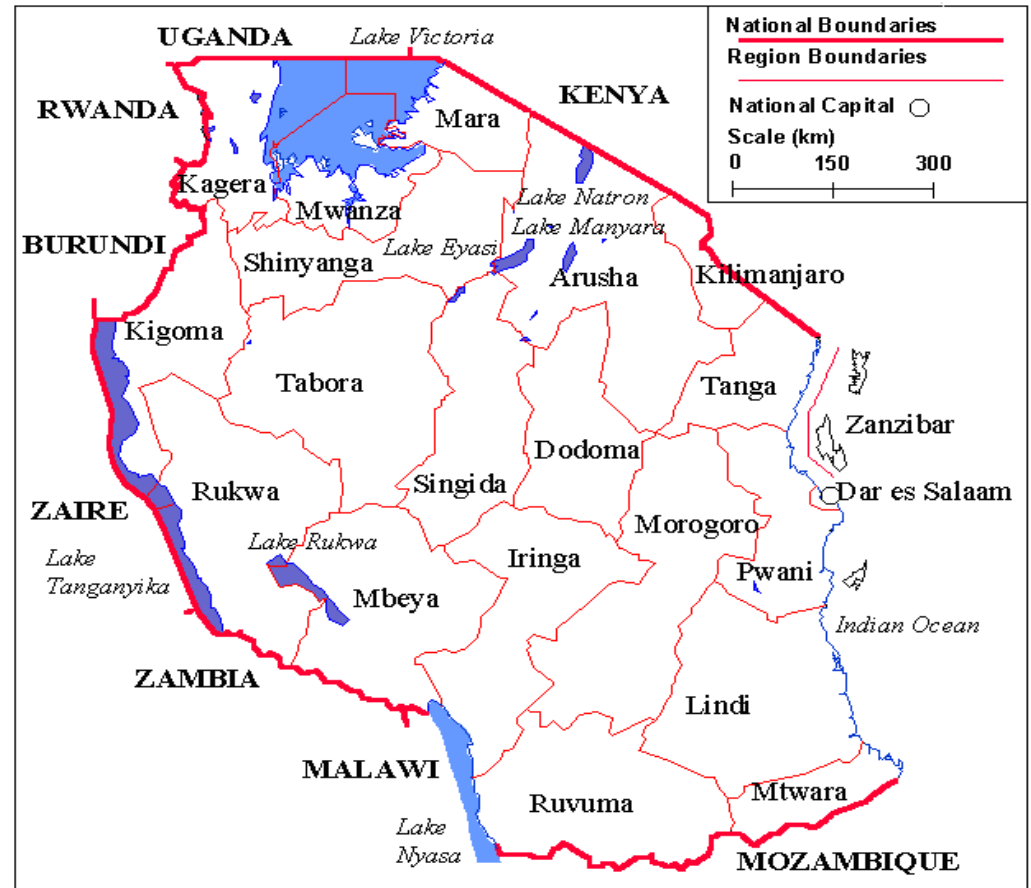 National Boundaries
Region Boundaries
National Capital
Scale (km)
0 150 300
UGANDA
Lake Victoria
RWANDA
KENYA
Mara
Kagera
Mwanza
Lake Natron
Lake Manyara
BURUNDI
Lake Eyasi
Shinyanga
Arusha
Kilimanjaro
Kigoma
Tabora
Tanga
Zanzibar
Dodoma
Singida
Rukwa
Dar es Salaam
ZAIRE
Morogoro
Lake
Tanganyika
Lake Rukwa
Iringa
Pwani
Mbeya
Indian Ocean
ZAMBIA
Lindi
MALAWI
Ruvuma
Mtwara
Lake
Nyasa
MOZAMBIQUE